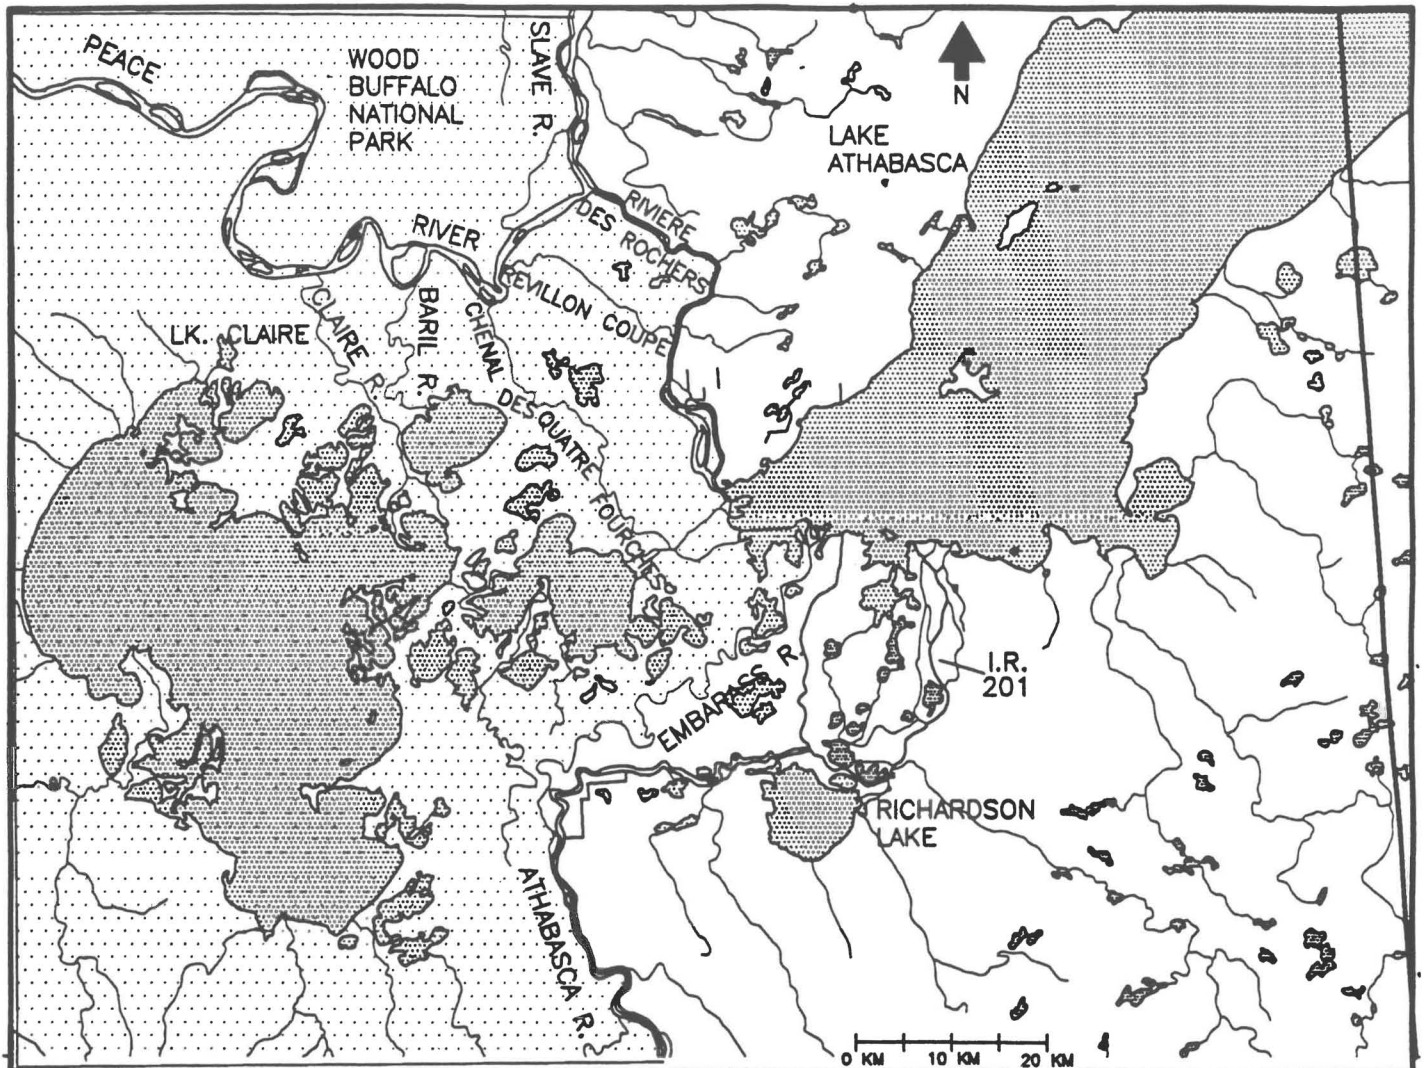 PEACE
WOOD
BUFFALO
NATIONAL
PARK
SLAVE R.
N
LAKE
ATHABASCA
RIVIERE
DES ROCHERS
RIVER
REVILLON COUPE
CLAIRE R.
BARIL R.
CHENAL DES QUATRE FOURCHES
LK. CLAIRE
I.R.
201
EMBARASS R.
RICHARDSON
LAKE
ATHABASCA R.
0 KM 10 KM 20 KM